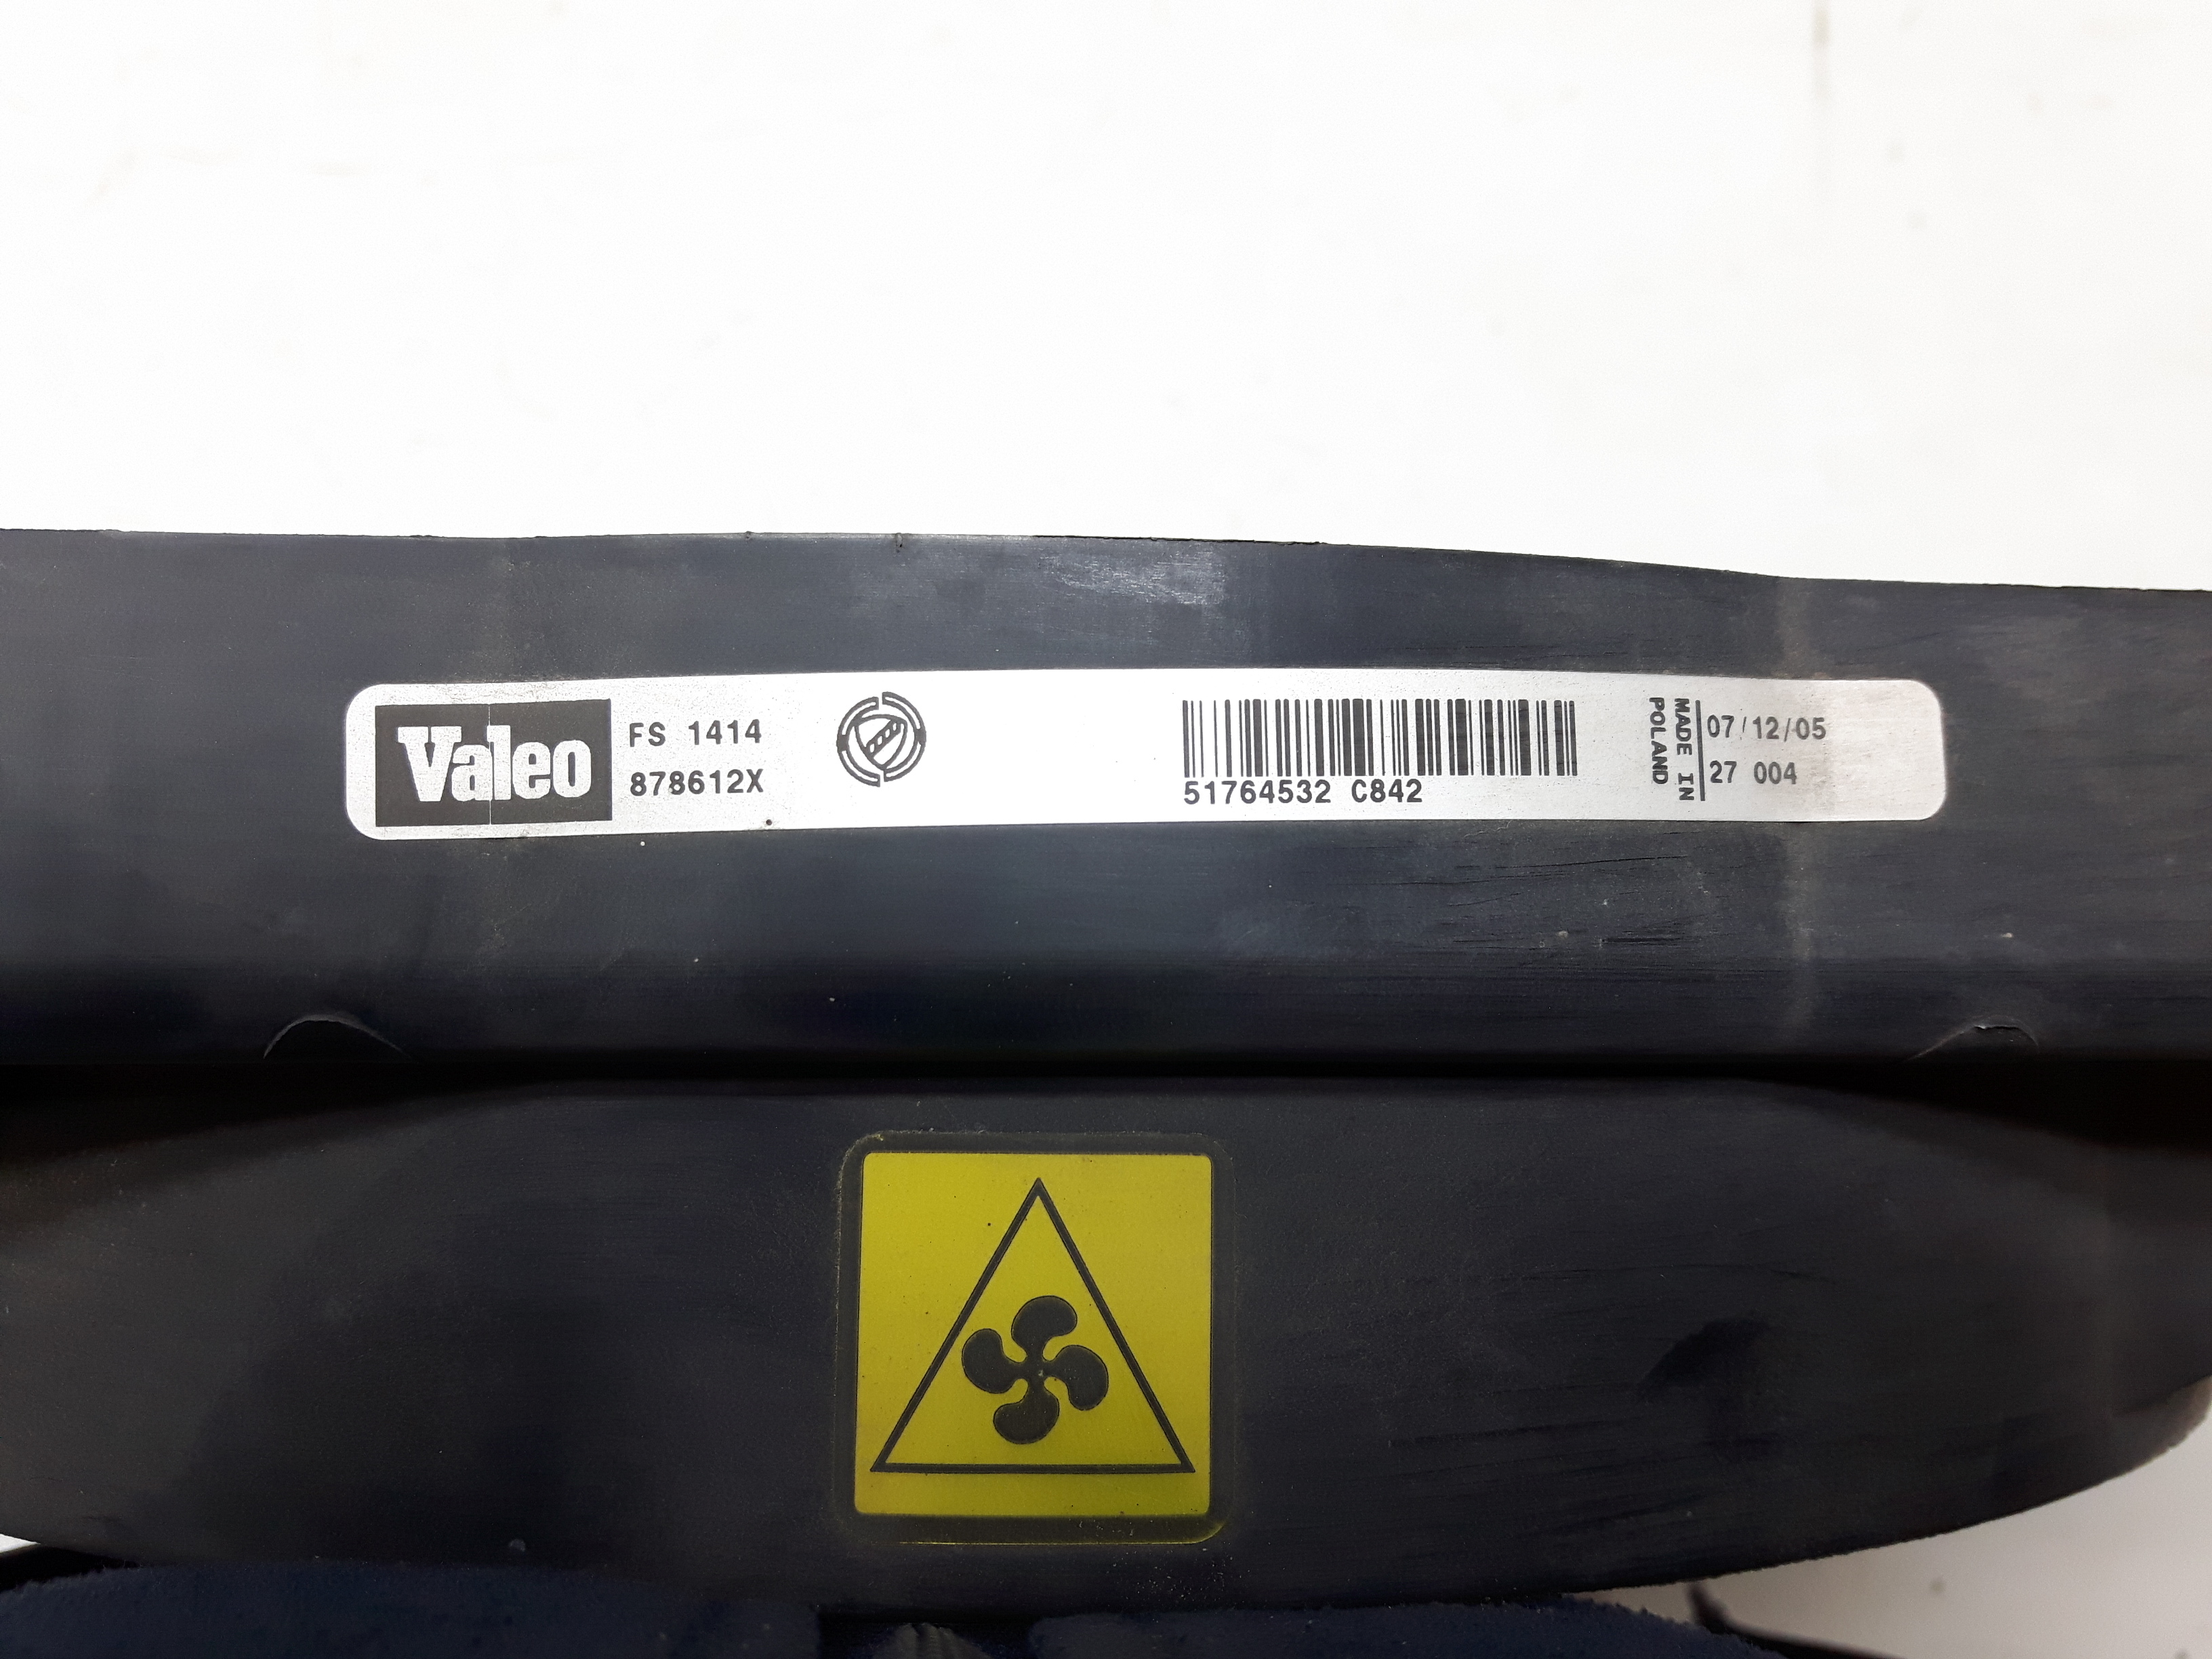 Valeo
FS 1414
878612X
51764532 C842
MADE IN
POLAND
07/12/05
27 004